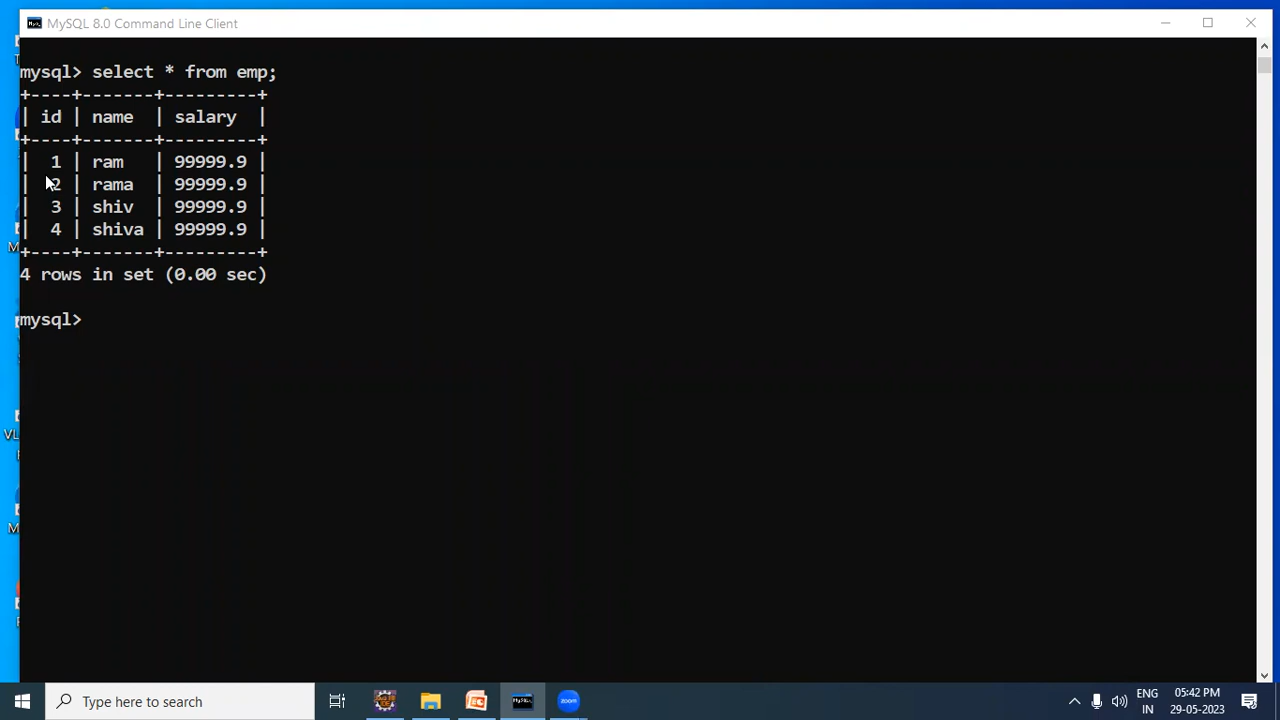 MySQL 8.0 Command Line Client
mysql> select * from emp;
+----+-------+---------+
| id | name  | salary  |
+----+-------+---------+
|  1 | ram   | 99999.9 |
|  2 | rama  | 99999.9 |
|  3 | shiv  | 99999.9 |
|  4 | shiva | 99999.9 |
+----+-------+---------+
4 rows in set (0.00 sec)
mysql>
Type here to search
zoom
ENG
IN
05:42 PM
29-05-2023